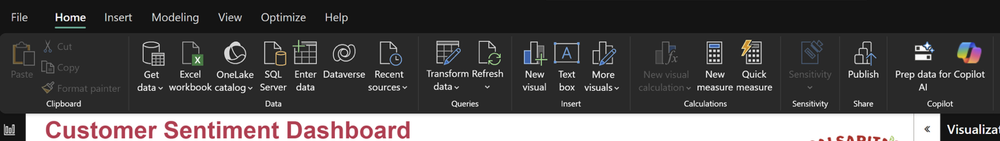 File Home Insert Modeling View Optimize Help
Paste
Cut
Copy
Format painter
Clipboard
Get
data
Excel
workbook
OneLake
catalog
SQL
Server
Enter
data
Dataverse
Recent
sources
Data
Transform
data
Refresh
Queries
New
visual
Text
box
More
visuals
Insert
New visual
calculation
New
measure
Quick
measure
Calculations
Sensitivity
Sensitivity
Publish
Share
Prep data for
AI
Copilot
Copilot
Customer Sentiment Dashboard